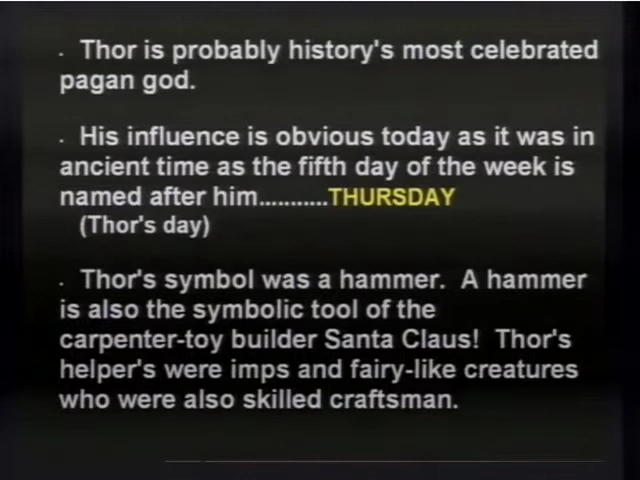 · Thor is probably history's most celebrated
pagan god.
· His influence is obvious today as it was in
ancient time as the fifth day of the week is
named after him...........THURSDAY
(Thor's day)
· Thor's symbol was a hammer. A hammer
is also the symbolic tool of the
carpenter-toy builder Santa Claus! Thor's
helper's were imps and fairy-like creatures
who were also skilled craftsman.